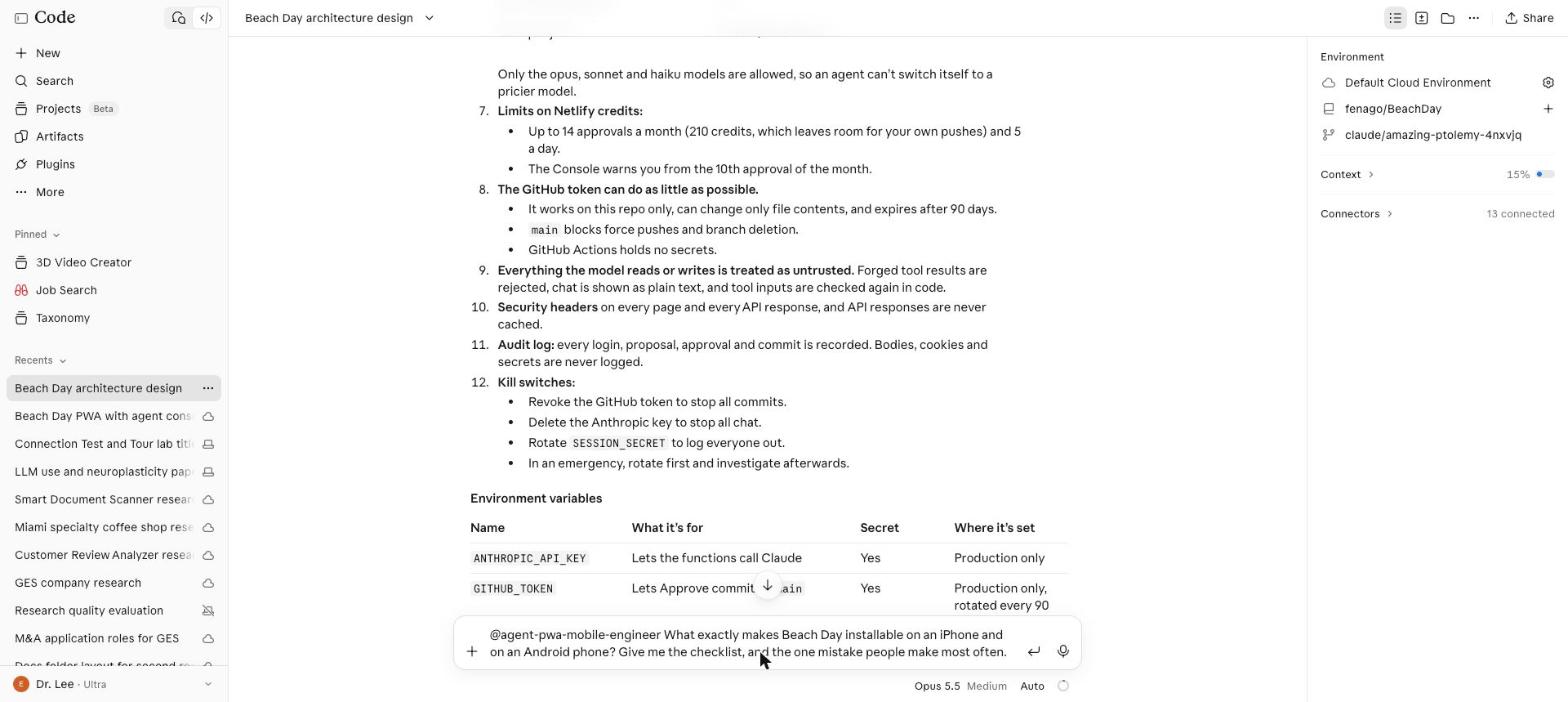 Code
New
Search
Projects Beta
Artifacts
Plugins
More
Pinned
3D Video Creator
Job Search
Taxonomy
Recents
Beach Day architecture design
Beach Day PWA with agent cons
Connection Test and Tour lab titl
LLM use and neuroplasticity pap
Smart Document Scanner resear
Miami specialty coffee shop rese
Customer Review Analyzer resea
GES company research
Research quality evaluation
M&A application roles for GES
Docs folder layout for second re
E Dr. Lee · Ultra
Beach Day architecture design
Share
Only the opus, sonnet and haiku models are allowed, so an agent can't switch itself to a
pricier model.
7. Limits on Netlify credits:
• Up to 14 approvals a month (210 credits, which leaves room for your own pushes) and 5
a day.
• The Console warns you from the 10th approval of the month.
8. The GitHub token can do as little as possible.
• It works on this repo only, can change only file contents, and expires after 90 days.
• main blocks force pushes and branch deletion.
• GitHub Actions holds no secrets.
9. Everything the model reads or writes is treated as untrusted. Forged tool results are
rejected, chat is shown as plain text, and tool inputs are checked again in code.
10. Security headers on every page and every API response, and API responses are never
cached.
11. Audit log: every login, proposal, approval and commit is recorded. Bodies, cookies and
secrets are never logged.
12. Kill switches:
• Revoke the GitHub token to stop all commits.
• Delete the Anthropic key to stop all chat.
• Rotate SESSION_SECRET to log everyone out.
• In an emergency, rotate first and investigate afterwards.
Environment variables
Name What it's for Secret Where it's set
ANTHROPIC_API_KEY Lets the functions call Claude Yes Production only
GITHUB_TOKEN Lets Approve commit ain Yes Production only,
rotated every 90
@agent-pwa-mobile-engineer What exactly makes Beach Day installable on an iPhone and
on an Android phone? Give me the checklist, and the one mistake people make most often.
Opus 5.5 Medium Auto
Environment
Default Cloud Environment
fenago/BeachDay
claude/amazing-ptolemy-4nxvjq
Context 15%
Connectors 13 connected